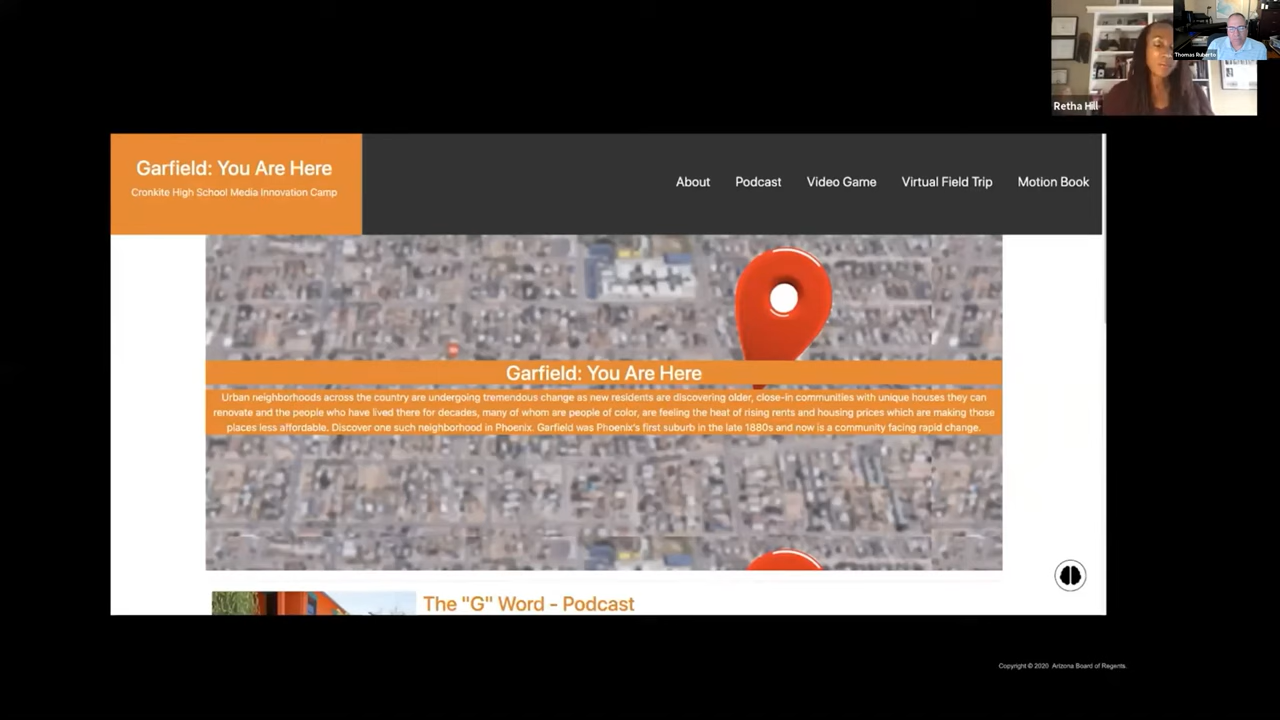 Thomas Ruberto
Retha Hill
Garfield: You Are Here
Cronkite High School Media Innovation Camp
About Podcast Video Game Virtual Field Trip Motion Book
Garfield: You Are Here
Urban neighborhoods across the country are undergoing tremendous change as new residents are discovering older, close-in communities with unique houses they can
renovate and the people who have lived there for decades, many of whom are people of color, are feeling the heat of rising rents and housing prices which are making those
places less affordable. Discover one such neighborhood in Phoenix. Garfield was Phoenix's first suburb in the late 1880s and now is a community facing rapid change.
The "G" Word - Podcast
Copyright © 2020 Arizona Board of Regents.